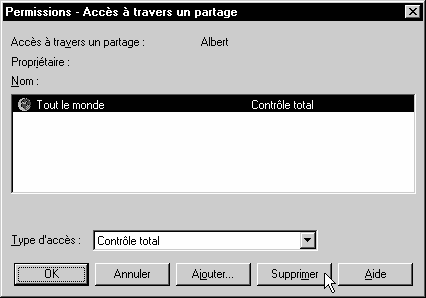 Permissions - Accès à travers un partage
Accès à travers un partage : Albert
Propriétaire :
Nom :
Tout le monde Contrôle total
Type d'accès : Contrôle total
OK Annuler Ajouter... Supprimer Aide